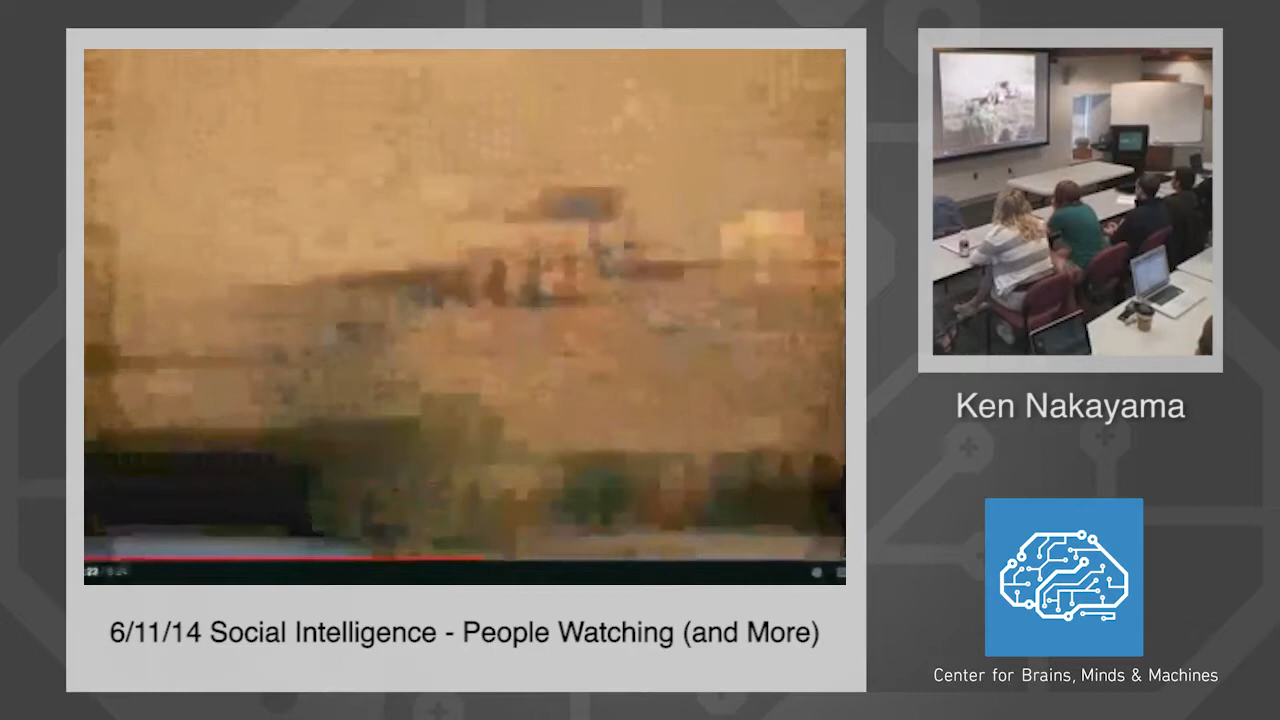 6/11/14 Social Intelligence - People Watching (and More)
Ken Nakayama
Center for Brains, Minds & Machines